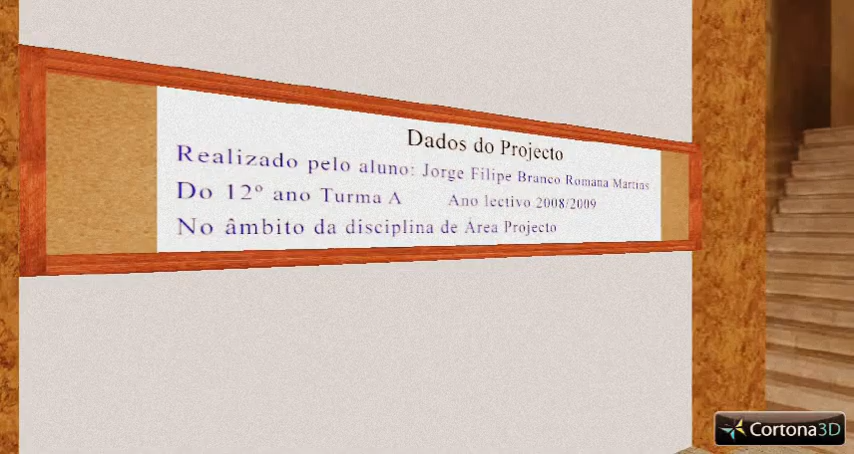 Dados do Projecto
Realizado pelo aluno: Jorge Filipe Branco Romana Martins
Do 12º ano Turma A Ano lectivo 2008/2009
No âmbito da disciplina de Área Projecto
Cortona3D